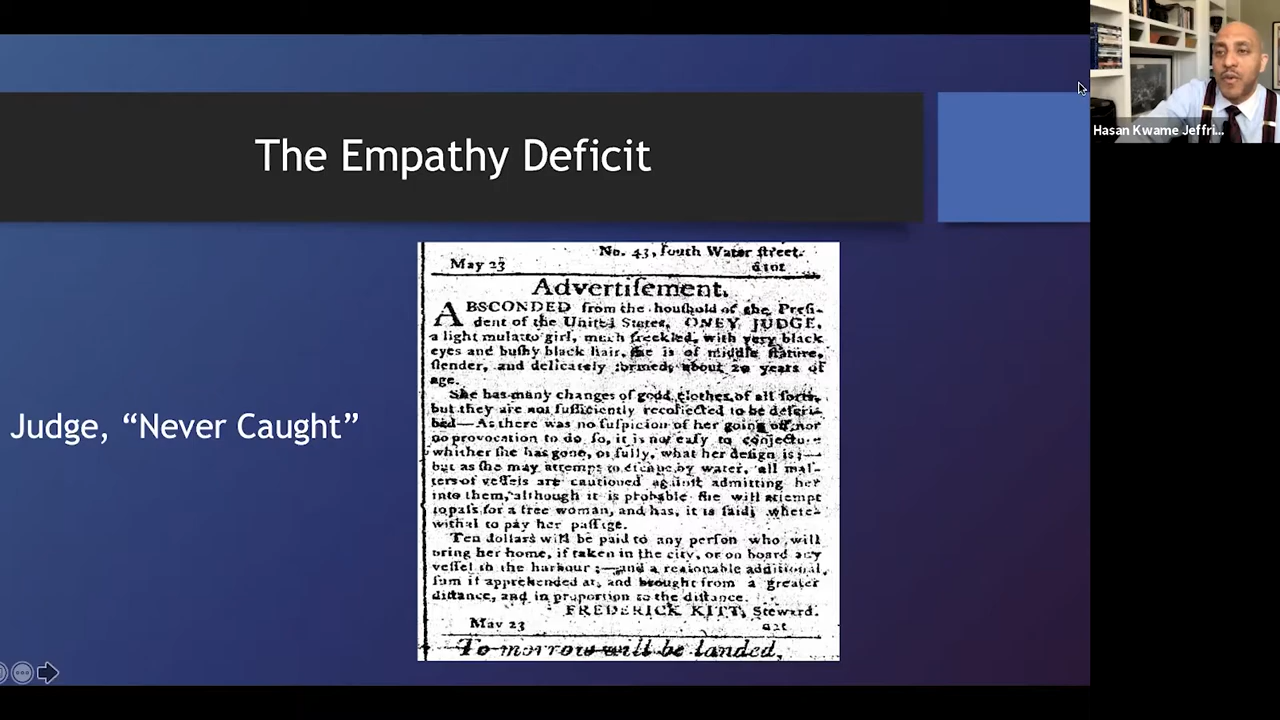 The Empathy Deficit
Hasan Kwame Jeffri...
Judge, “Never Caught”
No. 43, ſouth Water ſtreet.
May 23
Advertiſement.
ABSCONDED from the houſhold of the Preſi-
dent of the United States, ONEY JUDGE,
a light mulatto girl, much freckled, with very black
eyes and buſhy black hair, ſhe is of middle ſtature,
ſlender, and delicately formed, about 20 years of
age.
She has many changes of good clothes of all ſorts,
but they are not ſufficiently recollected to be deſcri-
bed—As there was no ſuſpicion of her going off, nor
no provocation to do ſo, it is not eaſy to conjecture
whither ſhe has gone, or fully, what her deſign is;—
but as ſhe may attempt to eſcape by water, all maſ-
ters of veſſels are cautioned againſt admitting her
into them, although it is probable ſhe will attempt
to paſs for a free woman, and has, it is ſaid, where-
withal to pay her paſſage.
Ten dollars will be paid to any perſon who will
bring her home, if taken in the city, or on board any
veſſel in the harbour;—and a reaſonable additional
ſum if apprehended at, and brought from a greater
diſtance, and in proportion to the diſtance.
FREDERICK KITT, Steward.
May 23
To morrow will be landed,